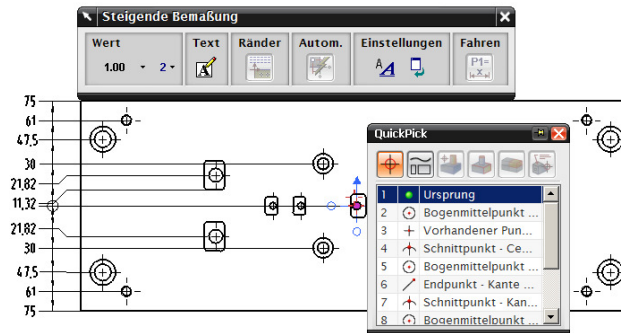 Steigende Bemaßung
Wert Text Ränder Autom. Einstellungen Fahren
1.00 2 A A P1= x
75
61
47,5
30
21,82
11,32
21,82
30
47,5
61
75
QuickPick
1 Ursprung
2 Bogenmittelpunkt ...
3 Vorhandener Pun...
4 Schnittpunkt - Ce...
5 Bogenmittelpunkt ...
6 Endpunkt - Kante ...
7 Schnittpunkt - Kan...
8 Bogenmittelpunkt ...